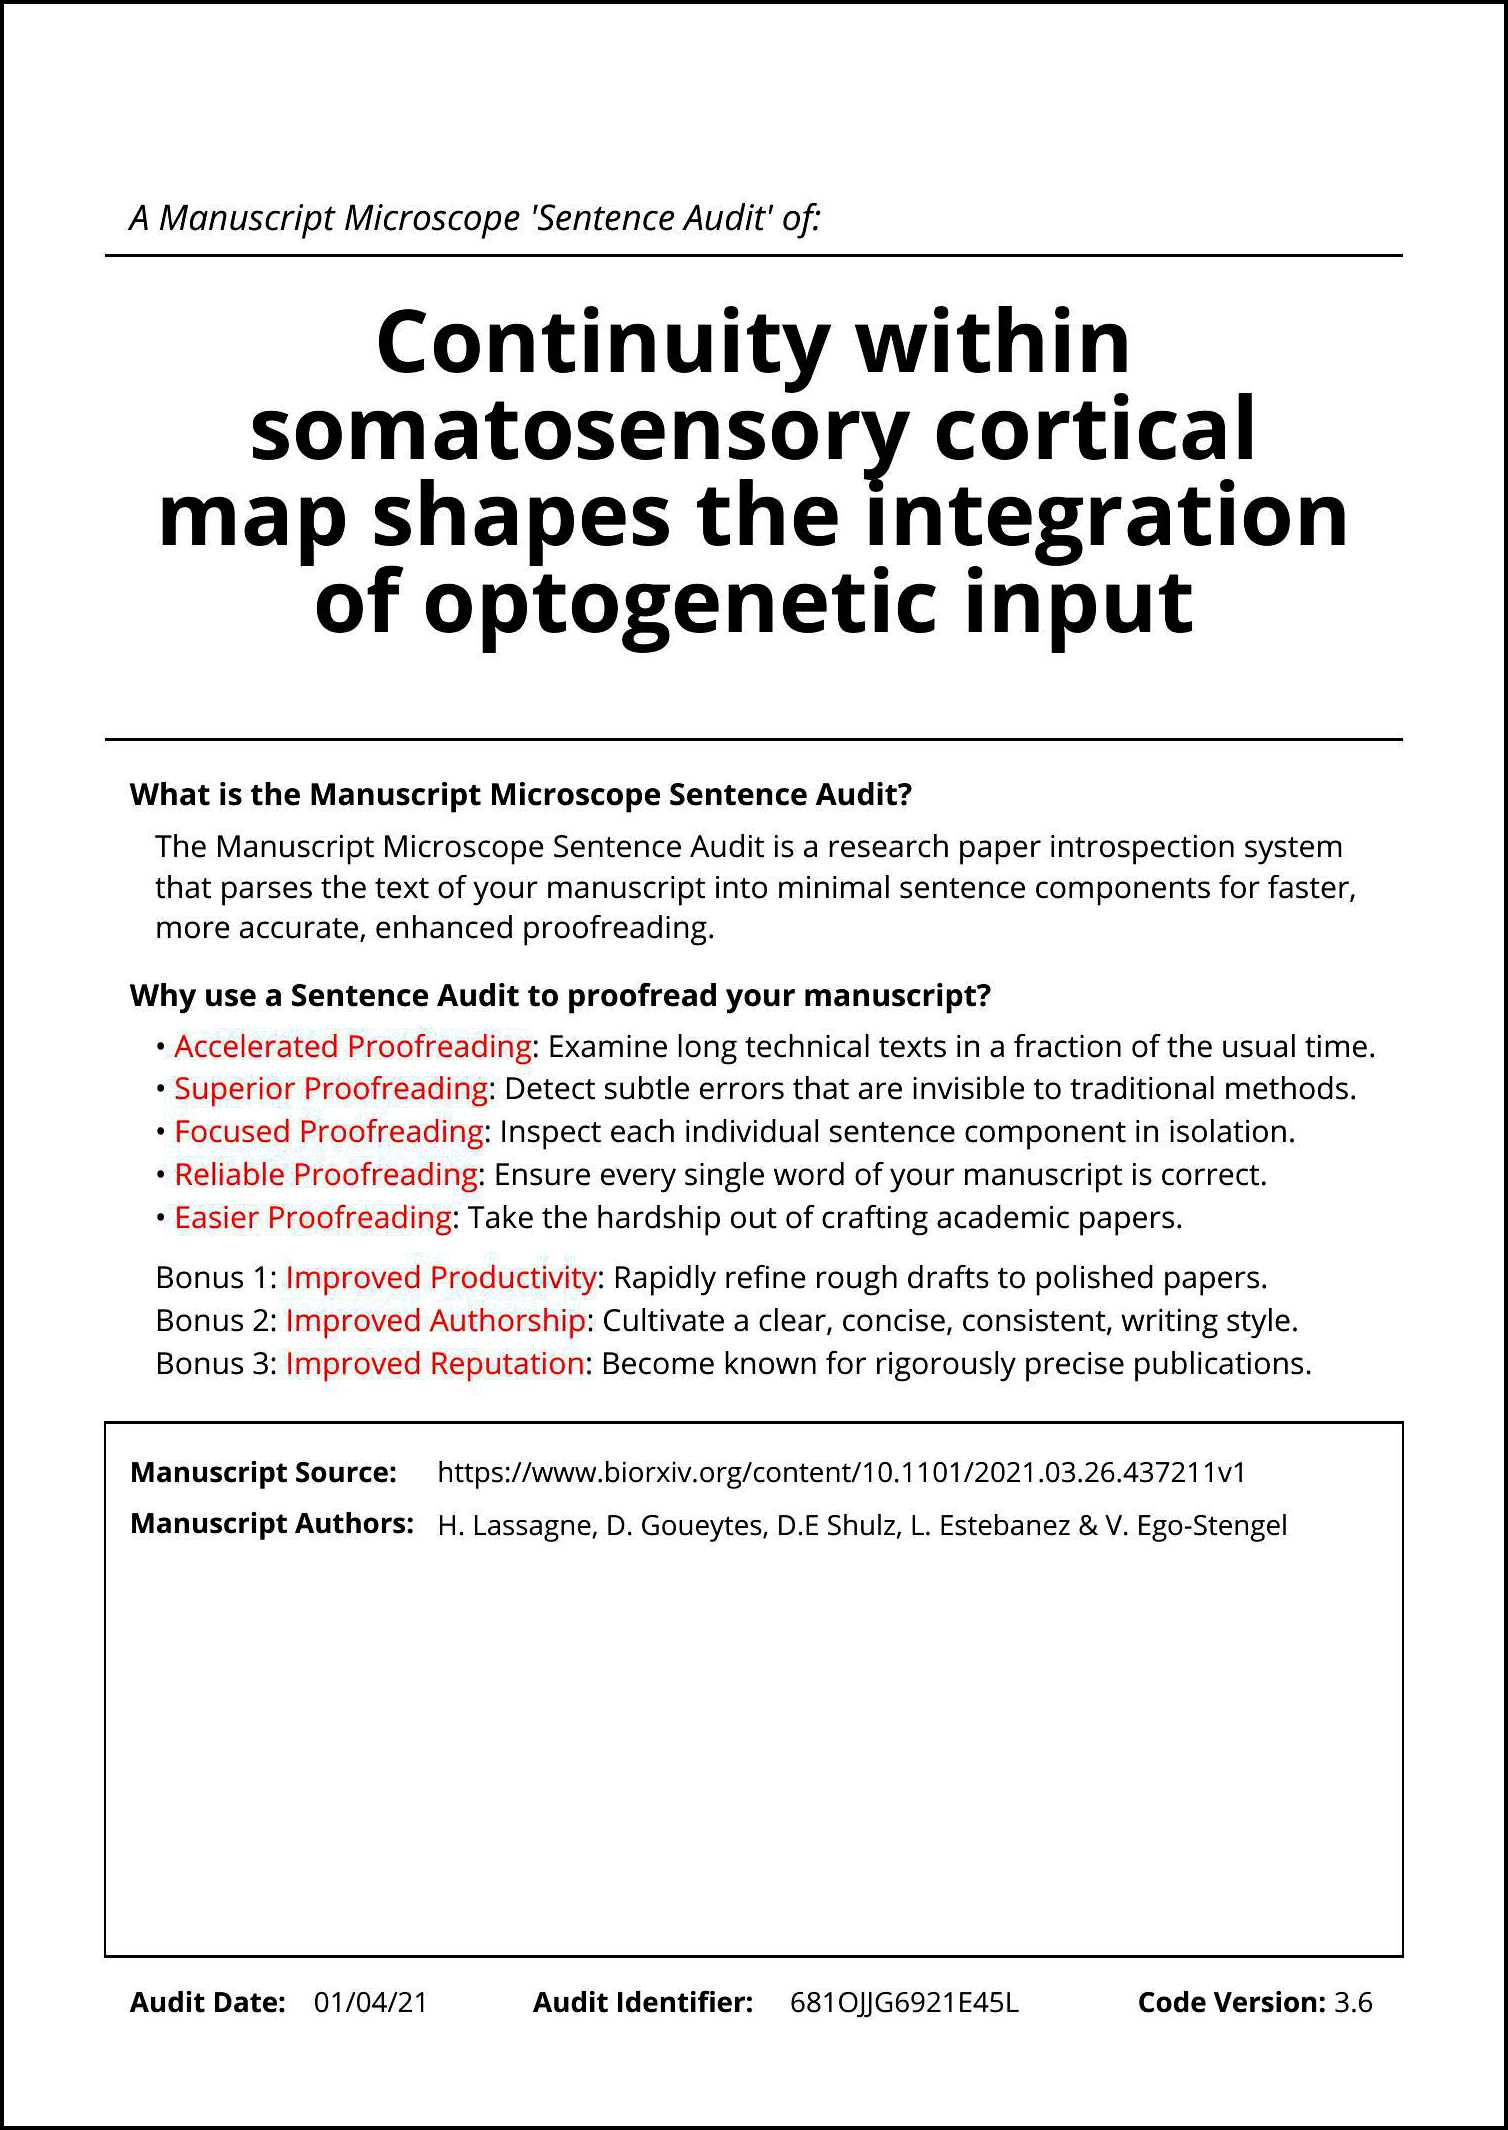 A Manuscript Microscope 'Sentence Audit' of:
Continuity within
somatosensory cortical
map shapes the integration
of optogenetic input
What is the Manuscript Microscope Sentence Audit?
The Manuscript Microscope Sentence Audit is a research paper introspection system
that parses the text of your manuscript into minimal sentence components for faster,
more accurate, enhanced proofreading.
Why use a Sentence Audit to proofread your manuscript?
• Accelerated Proofreading: Examine long technical texts in a fraction of the usual time.
• Superior Proofreading: Detect subtle errors that are invisible to traditional methods.
• Focused Proofreading: Inspect each individual sentence component in isolation.
• Reliable Proofreading: Ensure every single word of your manuscript is correct.
• Easier Proofreading: Take the hardship out of crafting academic papers.
Bonus 1: Improved Productivity: Rapidly refine rough drafts to polished papers.
Bonus 2: Improved Authorship: Cultivate a clear, concise, consistent, writing style.
Bonus 3: Improved Reputation: Become known for rigorously precise publications.
Manuscript Source: https://www.biorxiv.org/content/10.1101/2021.03.26.437211v1
Manuscript Authors: H. Lassagne, D. Goueytes, D.E Shulz, L. Estebanez & V. Ego-Stengel
Audit Date: 01/04/21 Audit Identifier: 681OJJG6921E45L Code Version: 3.6